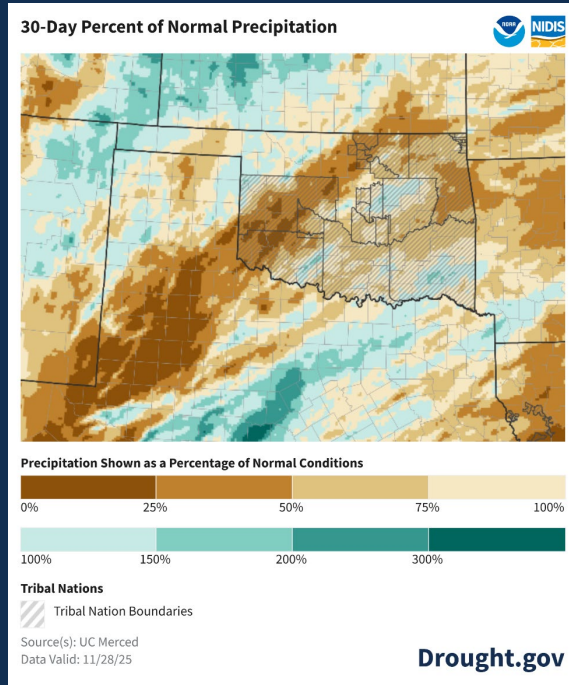 30-Day Percent of Normal Precipitation
NOAA
NIDIS
Precipitation Shown as a Percentage of Normal Conditions
0% 25% 50% 75% 100%
100% 150% 200% 300%
Tribal Nations
Tribal Nation Boundaries
Source(s): UC Merced
Data Valid: 11/28/25
Drought.gov